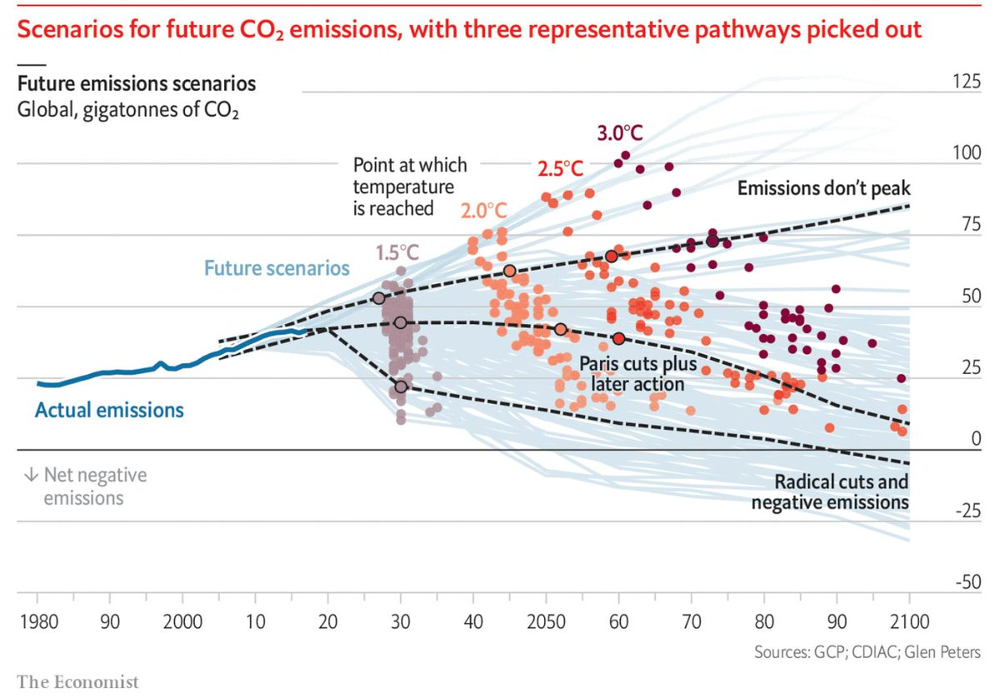 Scenarios for future CO₂ emissions, with three representative pathways picked out
Future emissions scenarios
Global, gigatonnes of CO₂
125
100
75
50
25
0
-25
-50
3.0°C
2.5°C
2.0°C
1.5°C
Point at which
temperature
is reached
Emissions don’t peak
Future scenarios
Paris cuts plus
later action
Actual emissions
↓ Net negative
emissions
Radical cuts and
negative emissions
1980 90 2000 10 20 30 40 2050 60 70 80 90 2100
Sources: GCP; CDIAC; Glen Peters
The Economist